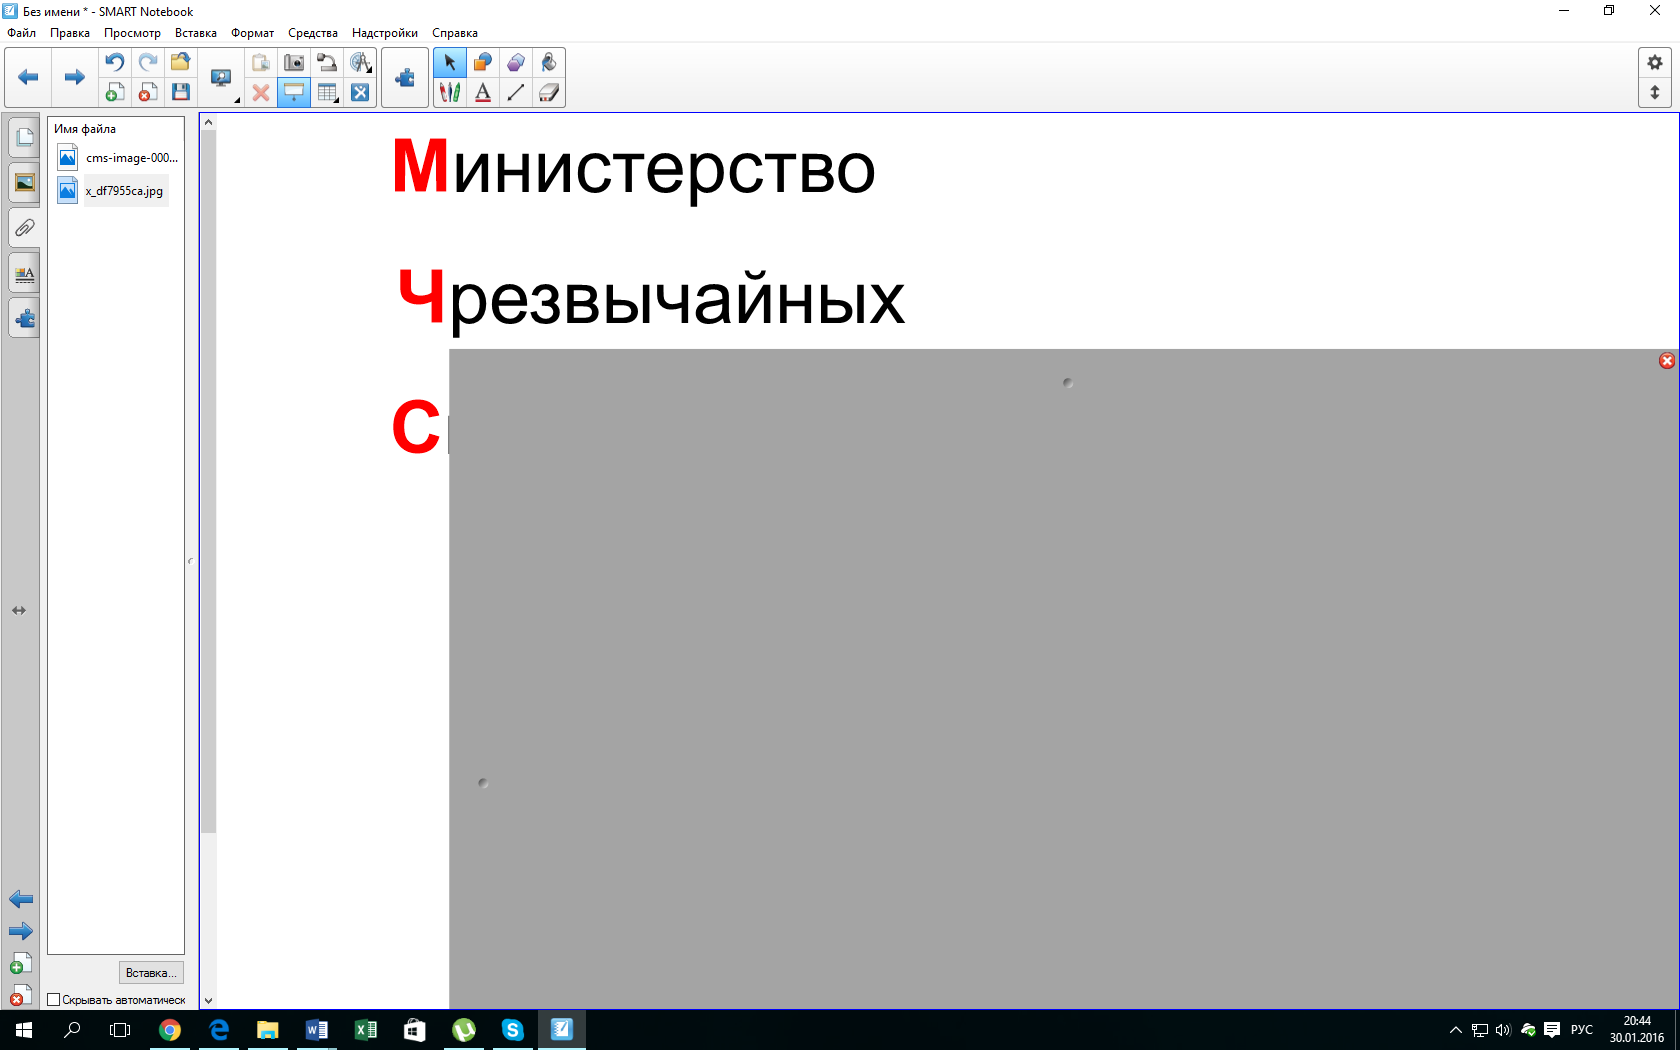 Без имени * - SMART Notebook
Файл Правка Просмотр Вставка Формат Средства Надстройки Справка
Имя файла
cms-image-000...
x_df7955ca.jpg
Министерство
Чрезвычайных
С
Вставка...
Скрывать автоматическ
РУС
20:44
30.01.2016